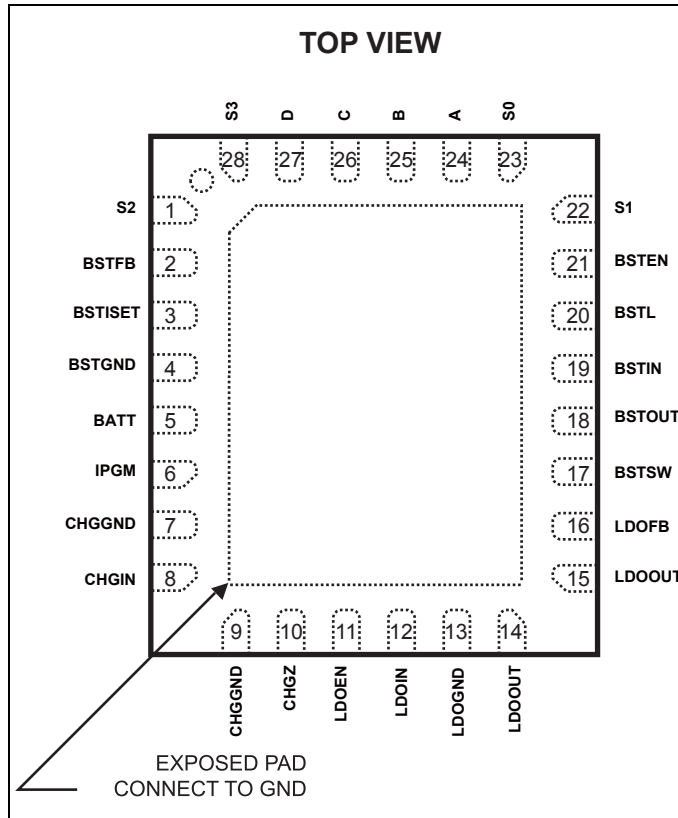 TOP VIEW
S3
D
C
B
A
S0
28
27
26
25
24
23
S2
1
22
S1
BSTFB
2
21
BSTEN
BSTISET
3
20
BSTL
BSTGND
4
19
BSTIN
BATT
5
18
BSTOUT
IPGM
6
17
BSTSW
CHGGND
7
16
LDOFB
CHGIN
8
15
LDOOUT
9
10
11
12
13
14
CHGGND
CHGZ
LDOEN
LDOIN
LDOGND
LDOOUT
EXPOSED PAD
CONNECT TO GND